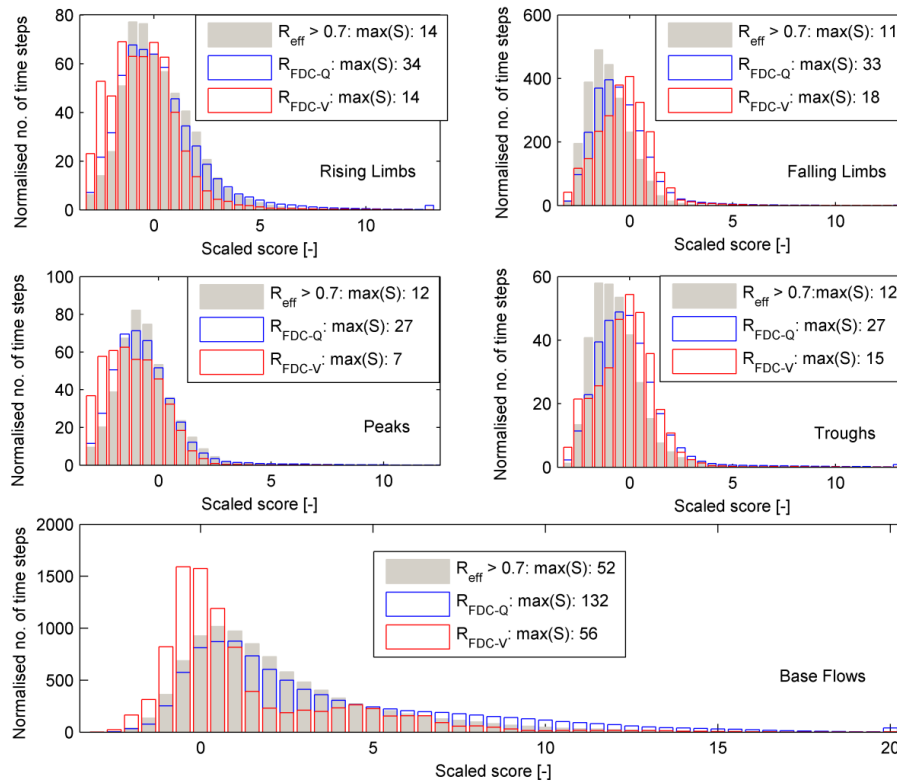 Normalised no. of time steps
80
60
40
20
0
0
5
10
Scaled score [-]
R_eff > 0.7: max(S): 14
R_FDC-Q: max(S): 34
R_FDC-V: max(S): 14
Rising Limbs
Normalised no. of time steps
600
400
200
0
0
5
10
Scaled score [-]
R_eff > 0.7: max(S): 11
R_FDC-Q: max(S): 33
R_FDC-V: max(S): 18
Falling Limbs
Normalised no. of time steps
100
80
60
40
20
0
0
5
10
Scaled score [-]
R_eff > 0.7: max(S): 12
R_FDC-Q: max(S): 27
R_FDC-V: max(S): 7
Peaks
Normalised no. of time steps
60
40
20
0
0
5
10
Scaled score [-]
R_eff > 0.7:max(S): 12
R_FDC-Q: max(S): 27
R_FDC-V: max(S): 15
Troughs
Normalised no. of time steps
2000
1500
1000
500
0
0
5
10
15
20
Scaled score [-]
R_eff > 0.7: max(S): 52
R_FDC-Q: max(S): 132
R_FDC-V: max(S): 56
Base Flows